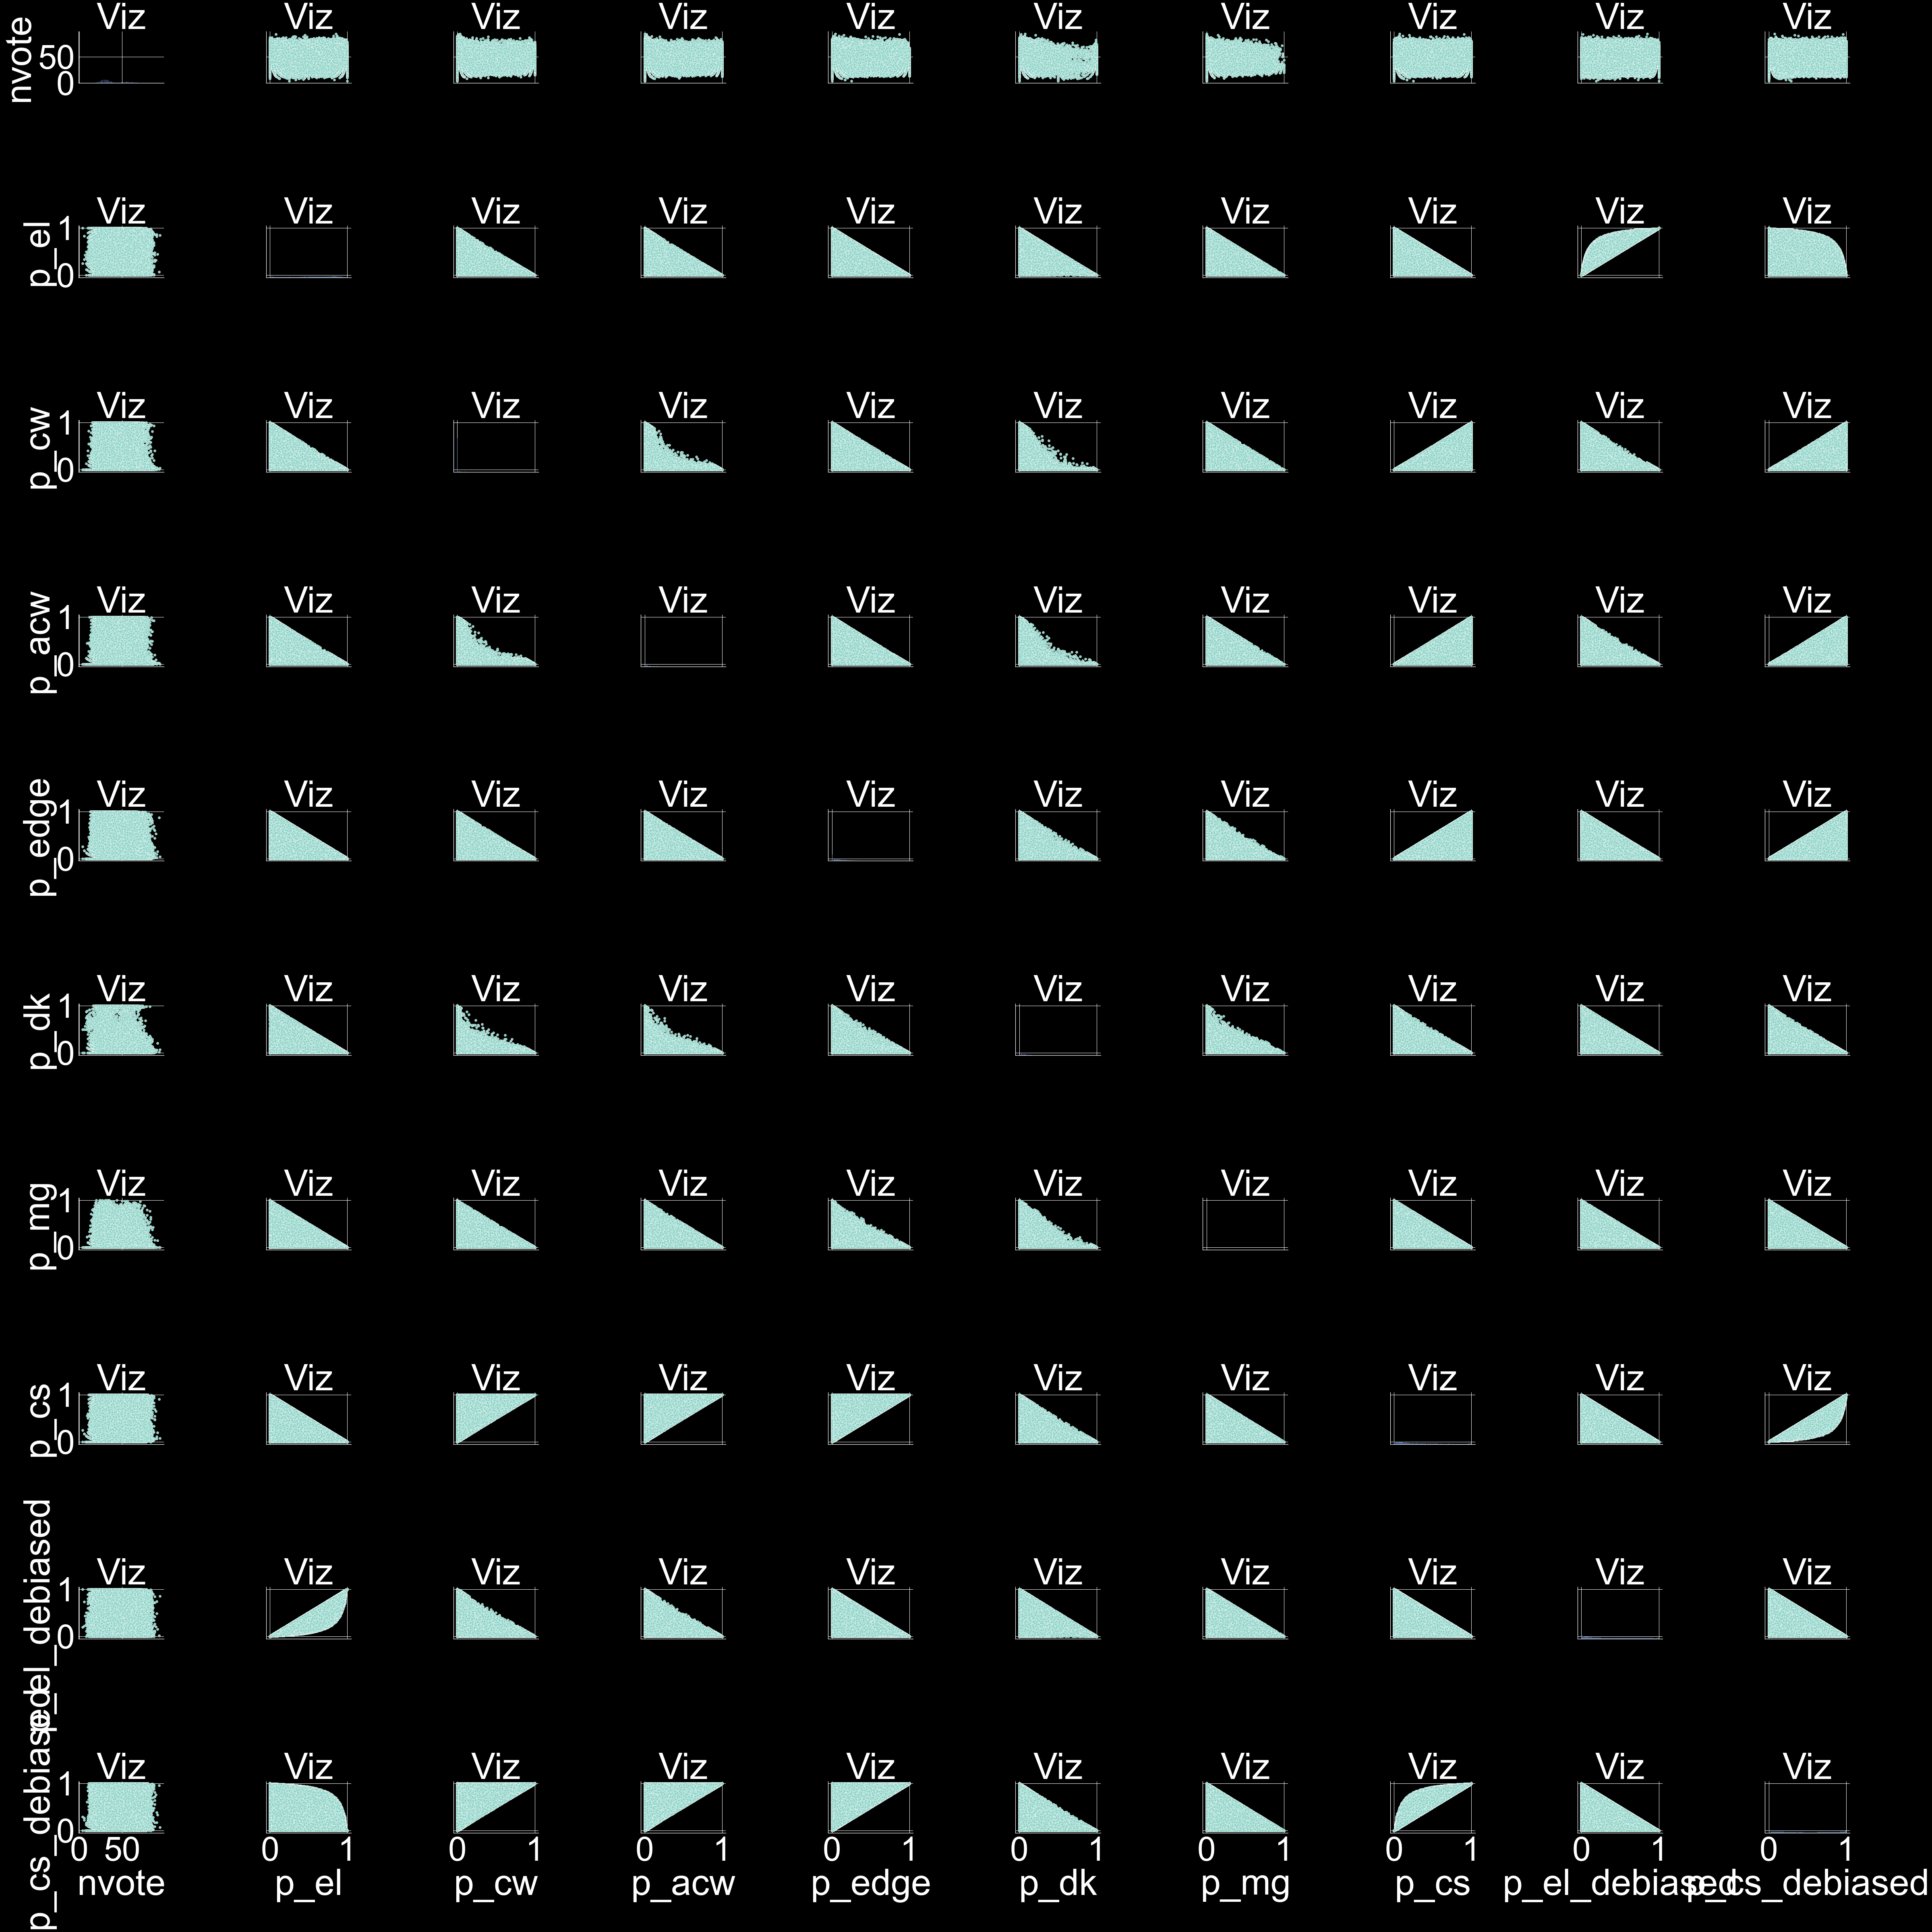 Viz Viz Viz Viz Viz Viz Viz Viz Viz Viz
nvote
50
0
Viz Viz Viz Viz Viz Viz Viz Viz Viz Viz
p_el
1
0
Viz Viz Viz Viz Viz Viz Viz Viz Viz Viz
p_cw
1
0
Viz Viz Viz Viz Viz Viz Viz Viz Viz Viz
p_acw
1
0
Viz Viz Viz Viz Viz Viz Viz Viz Viz Viz
p_edge
1
0
Viz Viz Viz Viz Viz Viz Viz Viz Viz Viz
p_dk
1
0
Viz Viz Viz Viz Viz Viz Viz Viz Viz Viz
p_mg
1
0
Viz Viz Viz Viz Viz Viz Viz Viz Viz Viz
p_cs
1
0
Viz Viz Viz Viz Viz Viz Viz Viz Viz Viz
p_el_debiased
1
0
Viz Viz Viz Viz Viz Viz Viz Viz Viz Viz
p_cs_debiased
1
0
0 50 0 1 0 1 0 1 0 1 0 1 0 1 0 1 0 1 0 1
nvote p_el p_cw p_acw p_edge p_dk p_mg p_cs p_el_debiased p_cs_debiased